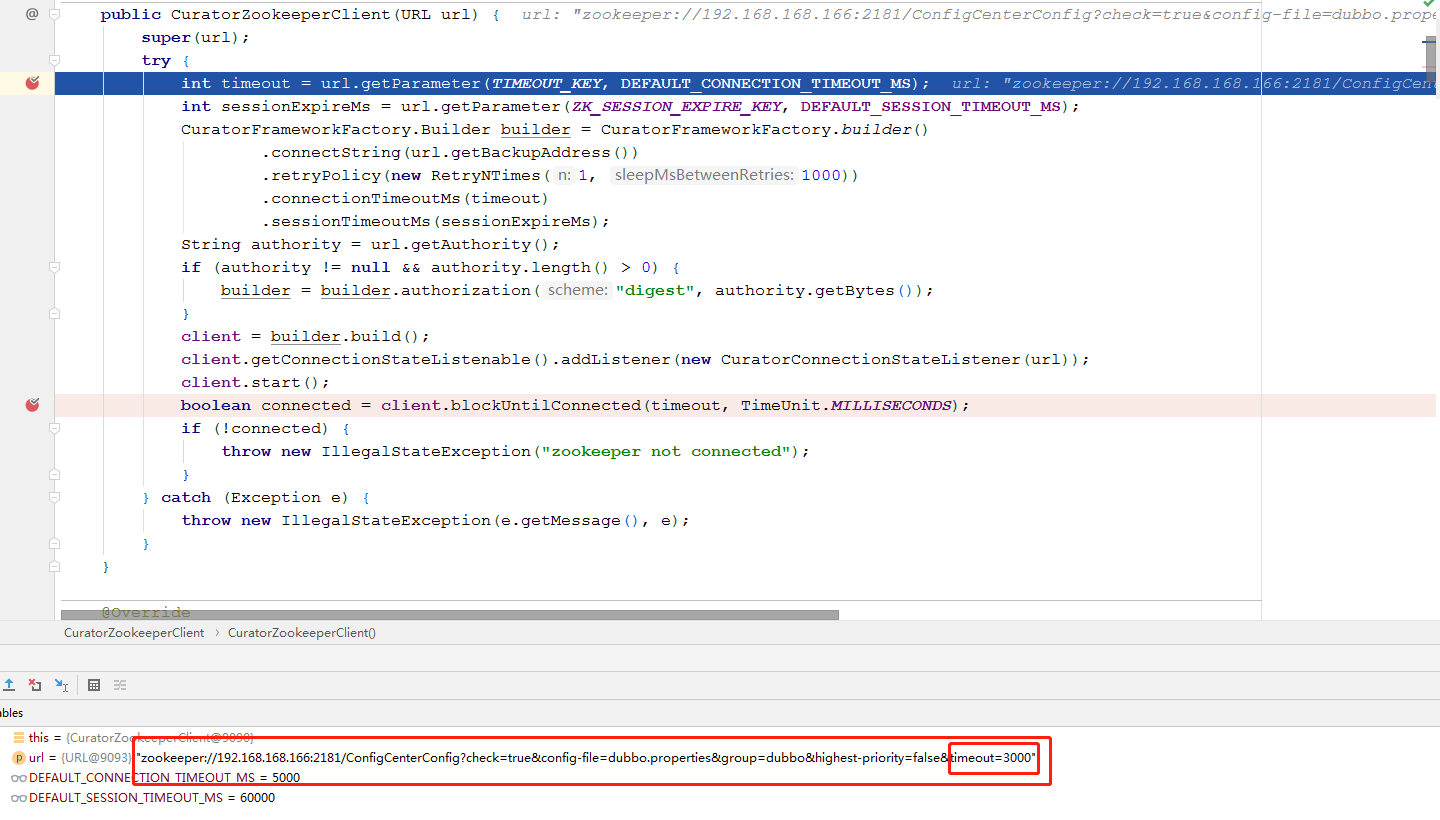 @ public CuratorZookeeperClient(URL url) { url: "zookeeper://192.168.168.166:2181/ConfigCenterConfig?check=true&config-file=dubbo.prope
super(url);
try {
int timeout = url.getParameter(TIMEOUT_KEY, DEFAULT_CONNECTION_TIMEOUT_MS); url: "zookeeper://192.168.168.166:2181/ConfigCent
int sessionExpireMs = url.getParameter(ZK_SESSION_EXPIRE_KEY, DEFAULT_SESSION_TIMEOUT_MS);
CuratorFrameworkFactory.Builder builder = CuratorFrameworkFactory.builder()
.connectString(url.getBackupAddress())
.retryPolicy(new RetryNTimes( n: 1, sleepMsBetweenRetries: 1000))
.connectionTimeoutMs(timeout)
.sessionTimeoutMs(sessionExpireMs);
String authority = url.getAuthority();
if (authority != null && authority.length() > 0) {
builder = builder.authorization( scheme: "digest", authority.getBytes());
}
client = builder.build();
client.getConnectionStateListenable().addListener(new CuratorConnectionStateListener(url));
client.start();
boolean connected = client.blockUntilConnected(timeout, TimeUnit.MILLISECONDS);
if (!connected) {
throw new IllegalStateException("zookeeper not connected");
}
} catch (Exception e) {
throw new IllegalStateException(e.getMessage(), e);
}
}
@Override
CuratorZookeeperClient › CuratorZookeeperClient()
ables
this = {CuratorZookeeperClient@9090}
url = {URL@9093} "zookeeper://192.168.168.166:2181/ConfigCenterConfig?check=true&config-file=dubbo.properties&group=dubbo&highest-priority=false&timeout=3000"
DEFAULT_CONNECTION_TIMEOUT_MS = 5000
DEFAULT_SESSION_TIMEOUT_MS = 60000